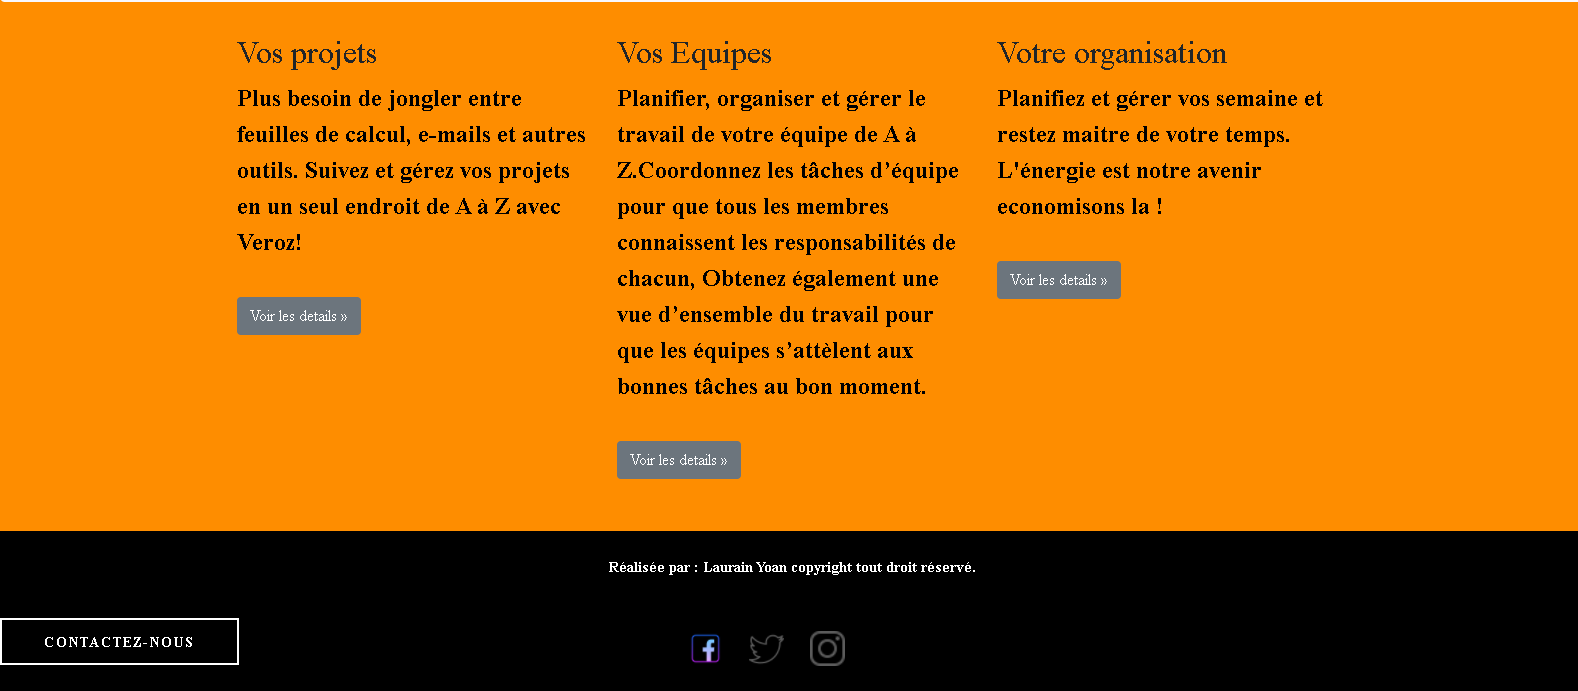 Vos projets
Plus besoin de jongler entre
feuilles de calcul, e-mails et autres
outils. Suivez et gérez vos projets
en un seul endroit de A à Z avec
Veroz!
Voir les details »
Vos Equipes
Planifier, organiser et gérer le
travail de votre équipe de A à
Z.Coordonnez les tâches d’équipe
pour que tous les membres
connaissent les responsabilités de
chacun, Obtenez également une
vue d’ensemble du travail pour
que les équipes s’attèlent aux
bonnes tâches au bon moment.
Voir les details »
Votre organisation
Planifiez et gérer vos semaine et
restez maitre de votre temps.
L'énergie est notre avenir
economisons la !
Voir les details »
Réalisée par : Laurain Yoan copyright tout droit réservé.
CONTACTEZ-NOUS